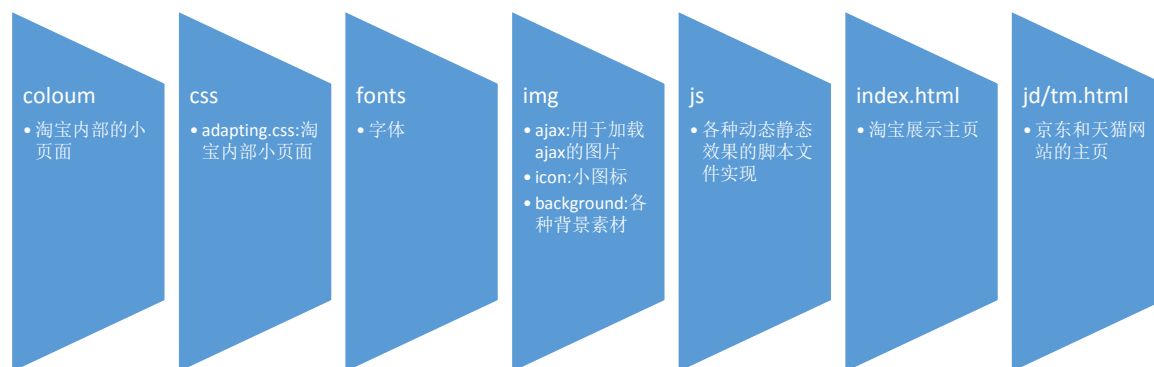 coloum
• 淘宝内部的小
页面
css
• adapting.css:淘
宝内部小页面
fonts
• 字体
img
• ajax:用于加载
ajax的图片
• icon:小图标
• background:各
种背景素材
js
• 各种动态静态
效果的脚本文
件实现
index.html
• 淘宝展示主页
jd/tm.html
• 京东和天猫网
站的主页